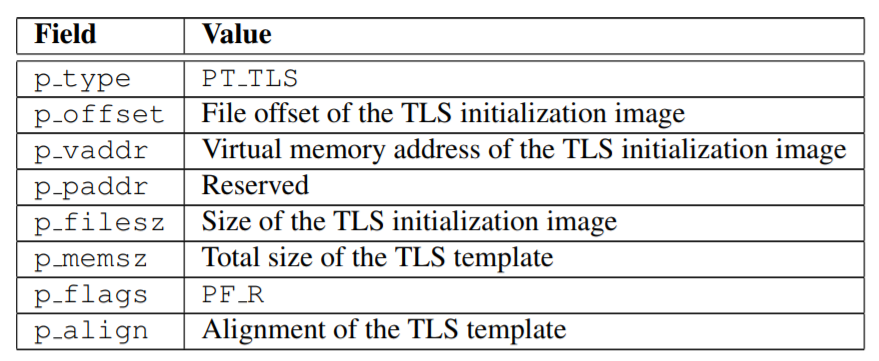 Field Value
p_type PT_TLS
p_offset File offset of the TLS initialization image
p_vaddr Virtual memory address of the TLS initialization image
p_paddr Reserved
p_filesz Size of the TLS initialization image
p_memsz Total size of the TLS template
p_flags PF_R
p_align Alignment of the TLS template